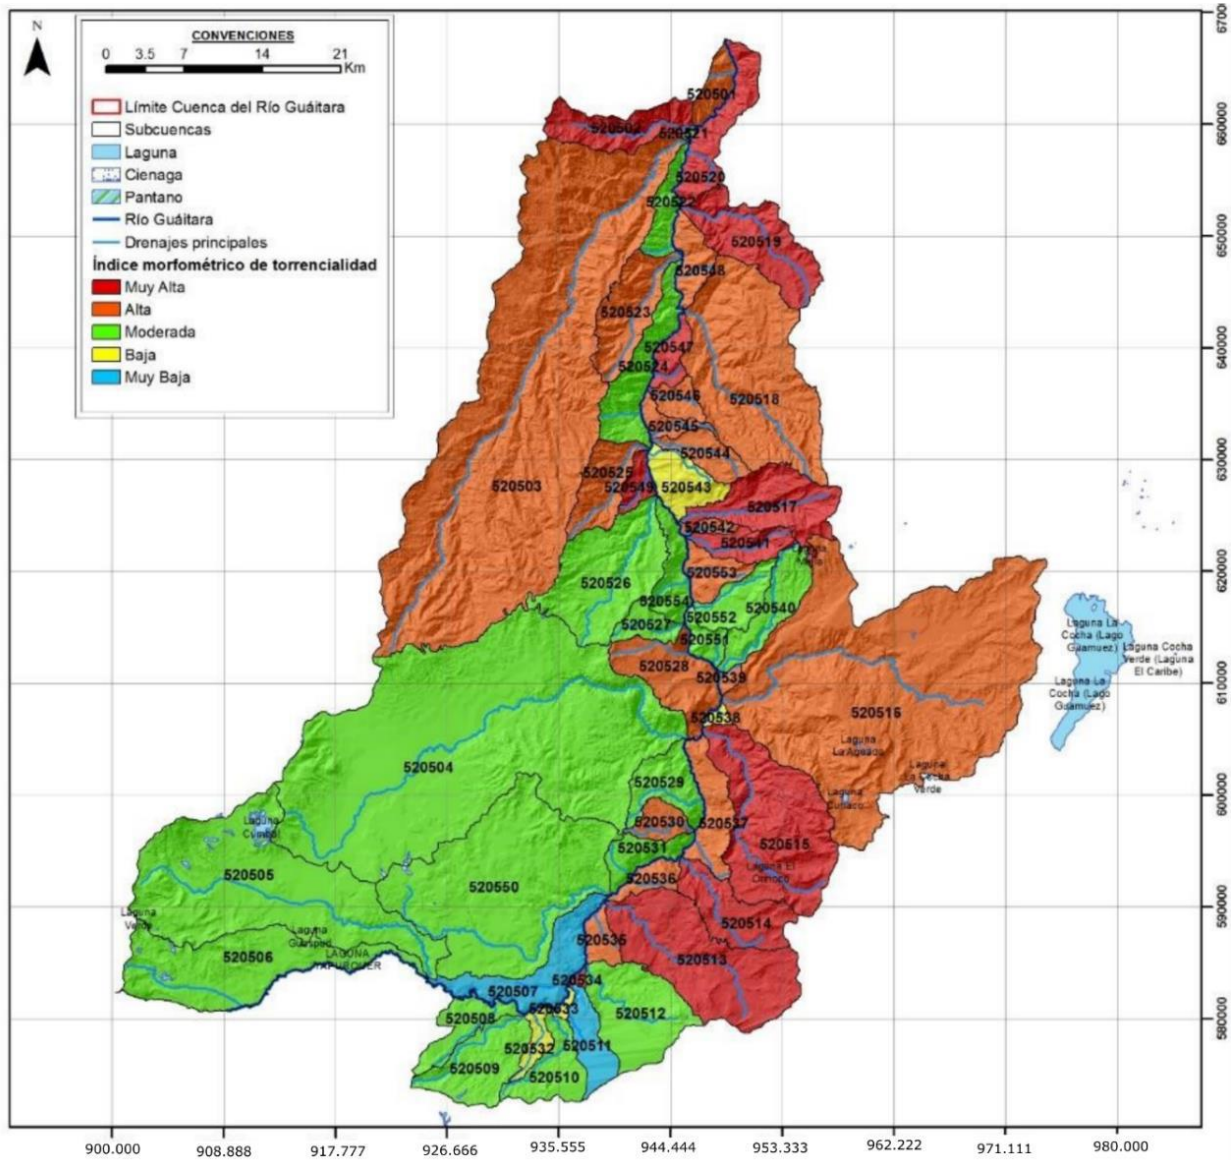 N
CONVENCIONES
0 3.5 7 14 21
Km
Límite Cuenca del Río Guáitara
Subcuencas
Laguna
Cienaga
Pantano
Río Guáitara
Drenajes principales
Índice morfométrico de torrencialidad
Muy Alta
Alta
Moderada
Baja
Muy Baja
520501
520502
520521
520520
520522
520519
520548
520523
520547
520524
520546
520518
520545
520544
520525
520549
520543
520503
520517
520542
520541
520553
520526
520554
520552
520540
520527
520551
520528
520539
520538
520516
Laguna La
Cocha (Lago
Guamuez)
Laguna Cocha
Verde (Laguna
El Caribe)
Laguna La
Cocha (Lago
Guamuez)
Laguna
Laguna
La Cocha
Verde
Laguna
520504
520529
520530
520537
520531
520515
Laguna El
Laguna
Cumbal
520505
520550
520536
520514
Laguna
Verde
Laguna
520535
520513
520506
LAGUNA
520534
520507
520533
520512
520508
520532
520511
520509
520510
660000
650000
640000
630000
620000
610000
600000
590000
580000
900.000 908.888 917.777 926.666 935.555 944.444 953.333 962.222 971.111 980.000